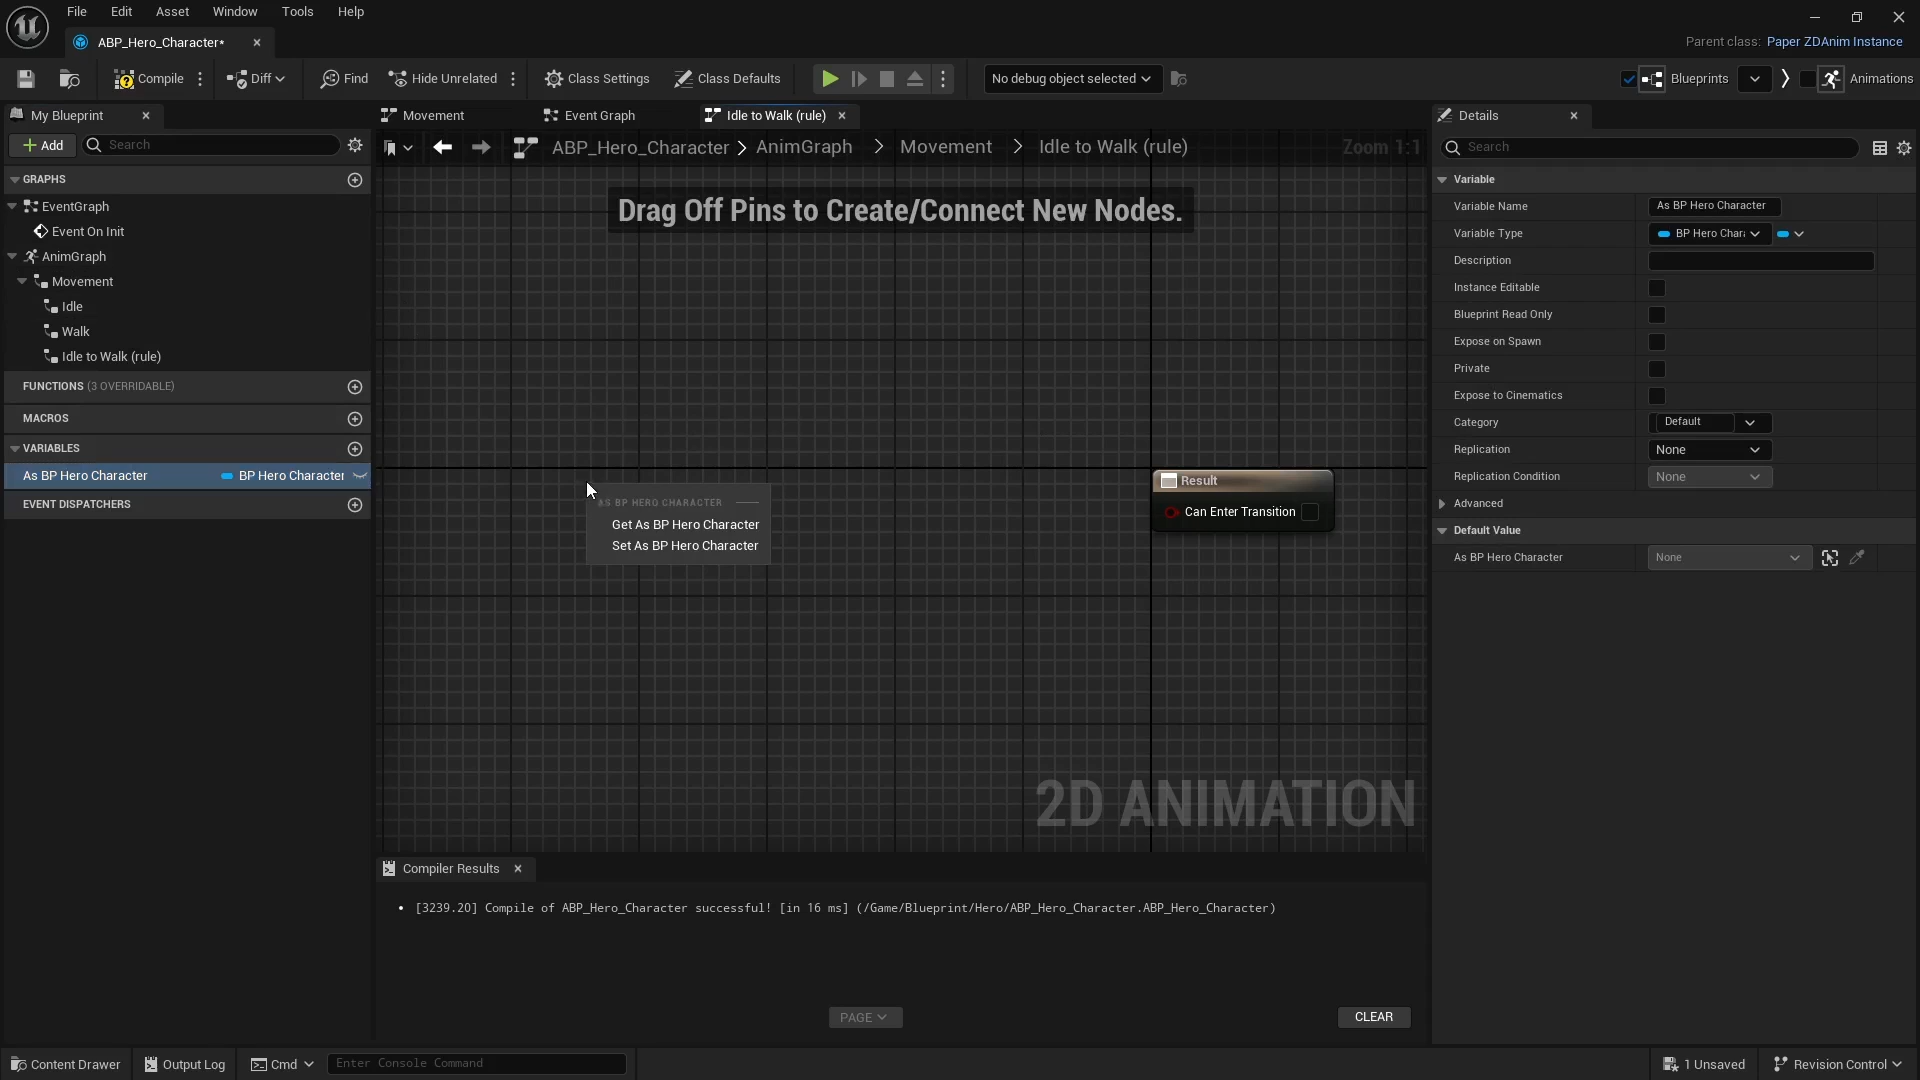 File Edit Asset Window Tools Help
ABP_Hero_Character*
Parent class: Paper ZDAnim Instance
Compile Diff Find Hide Unrelated Class Settings Class Defaults No debug object selected Blueprints Animations
My Blueprint
Movement Event Graph Idle to Walk (rule)
Details
Add Search
ABP_Hero_Character > AnimGraph > Movement > Idle to Walk (rule) Zoom 1:1
Search
GRAPHS
EventGraph
Event On Init
AnimGraph
Movement
Idle
Walk
Idle to Walk (rule)
FUNCTIONS (3 OVERRIDABLE)
MACROS
VARIABLES
As BP Hero Character BP Hero Character
EVENT DISPATCHERS
Drag Off Pins to Create/Connect New Nodes.
AS BP HERO CHARACTER
Get As BP Hero Character
Set As BP Hero Character
Result
Can Enter Transition
2D ANIMATION
Variable
Variable Name As BP Hero Character
Variable Type BP Hero Char
Description
Instance Editable
Blueprint Read Only
Expose on Spawn
Private
Expose to Cinematics
Category Default
Replication None
Replication Condition None
Advanced
Default Value
As BP Hero Character None
Compiler Results
• [3239.20] Compile of ABP_Hero_Character successful! [in 16 ms] (/Game/Blueprint/Hero/ABP_Hero_Character.ABP_Hero_Character)
PAGE CLEAR
Content Drawer Output Log Cmd Enter Console Command 1 Unsaved Revision Control